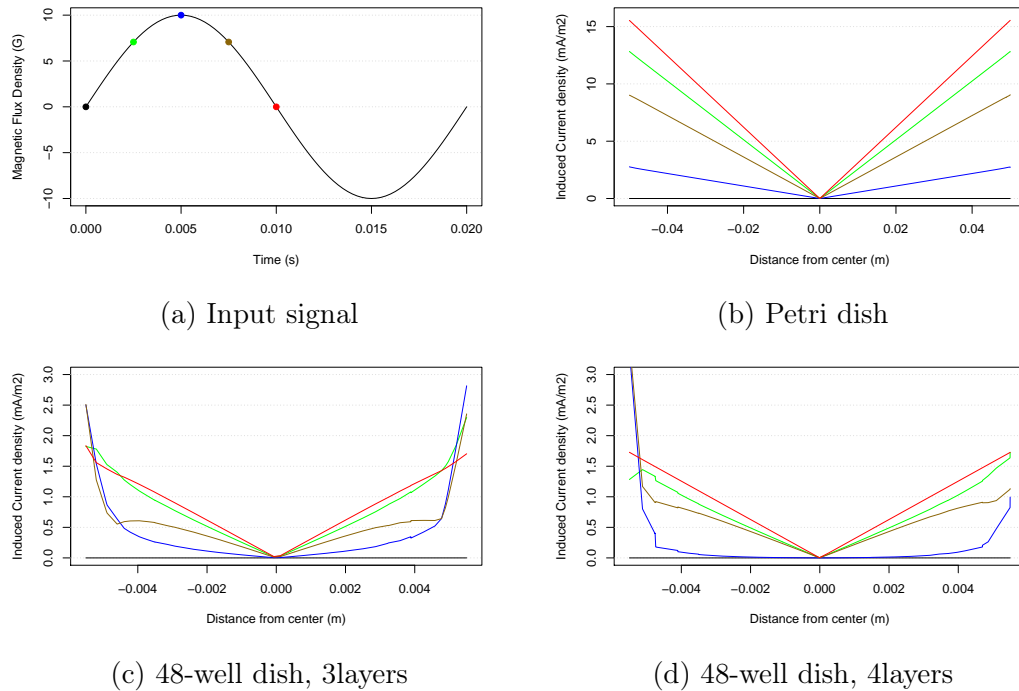 Magnetic Flux Density (G)
10
5
0
−5
−10
0.000 0.005 0.010 0.015 0.020
Time (s)
(a) Input signal
Induced Current density (mA/m2)
15
10
5
0
−0.04 −0.02 0.00 0.02 0.04
Distance from center (m)
(b) Petri dish
Induced Current density (mA/m2)
3.0
2.5
2.0
1.5
1.0
0.5
0.0
−0.004 −0.002 0.000 0.002 0.004
Distance from center (m)
(c) 48-well dish, 3layers
Induced Current density (mA/m2)
3.0
2.5
2.0
1.5
1.0
0.5
0.0
−0.004 −0.002 0.000 0.002 0.004
Distance from center (m)
(d) 48-well dish, 4layers